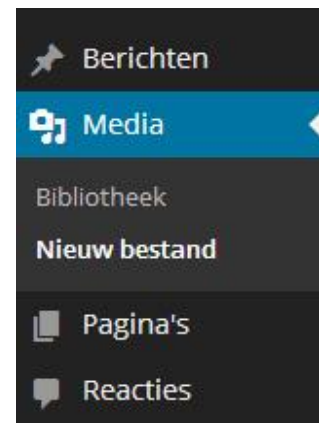 Berichten
Media
Bibliotheek
Nieuw bestand
Pagina's
Reacties